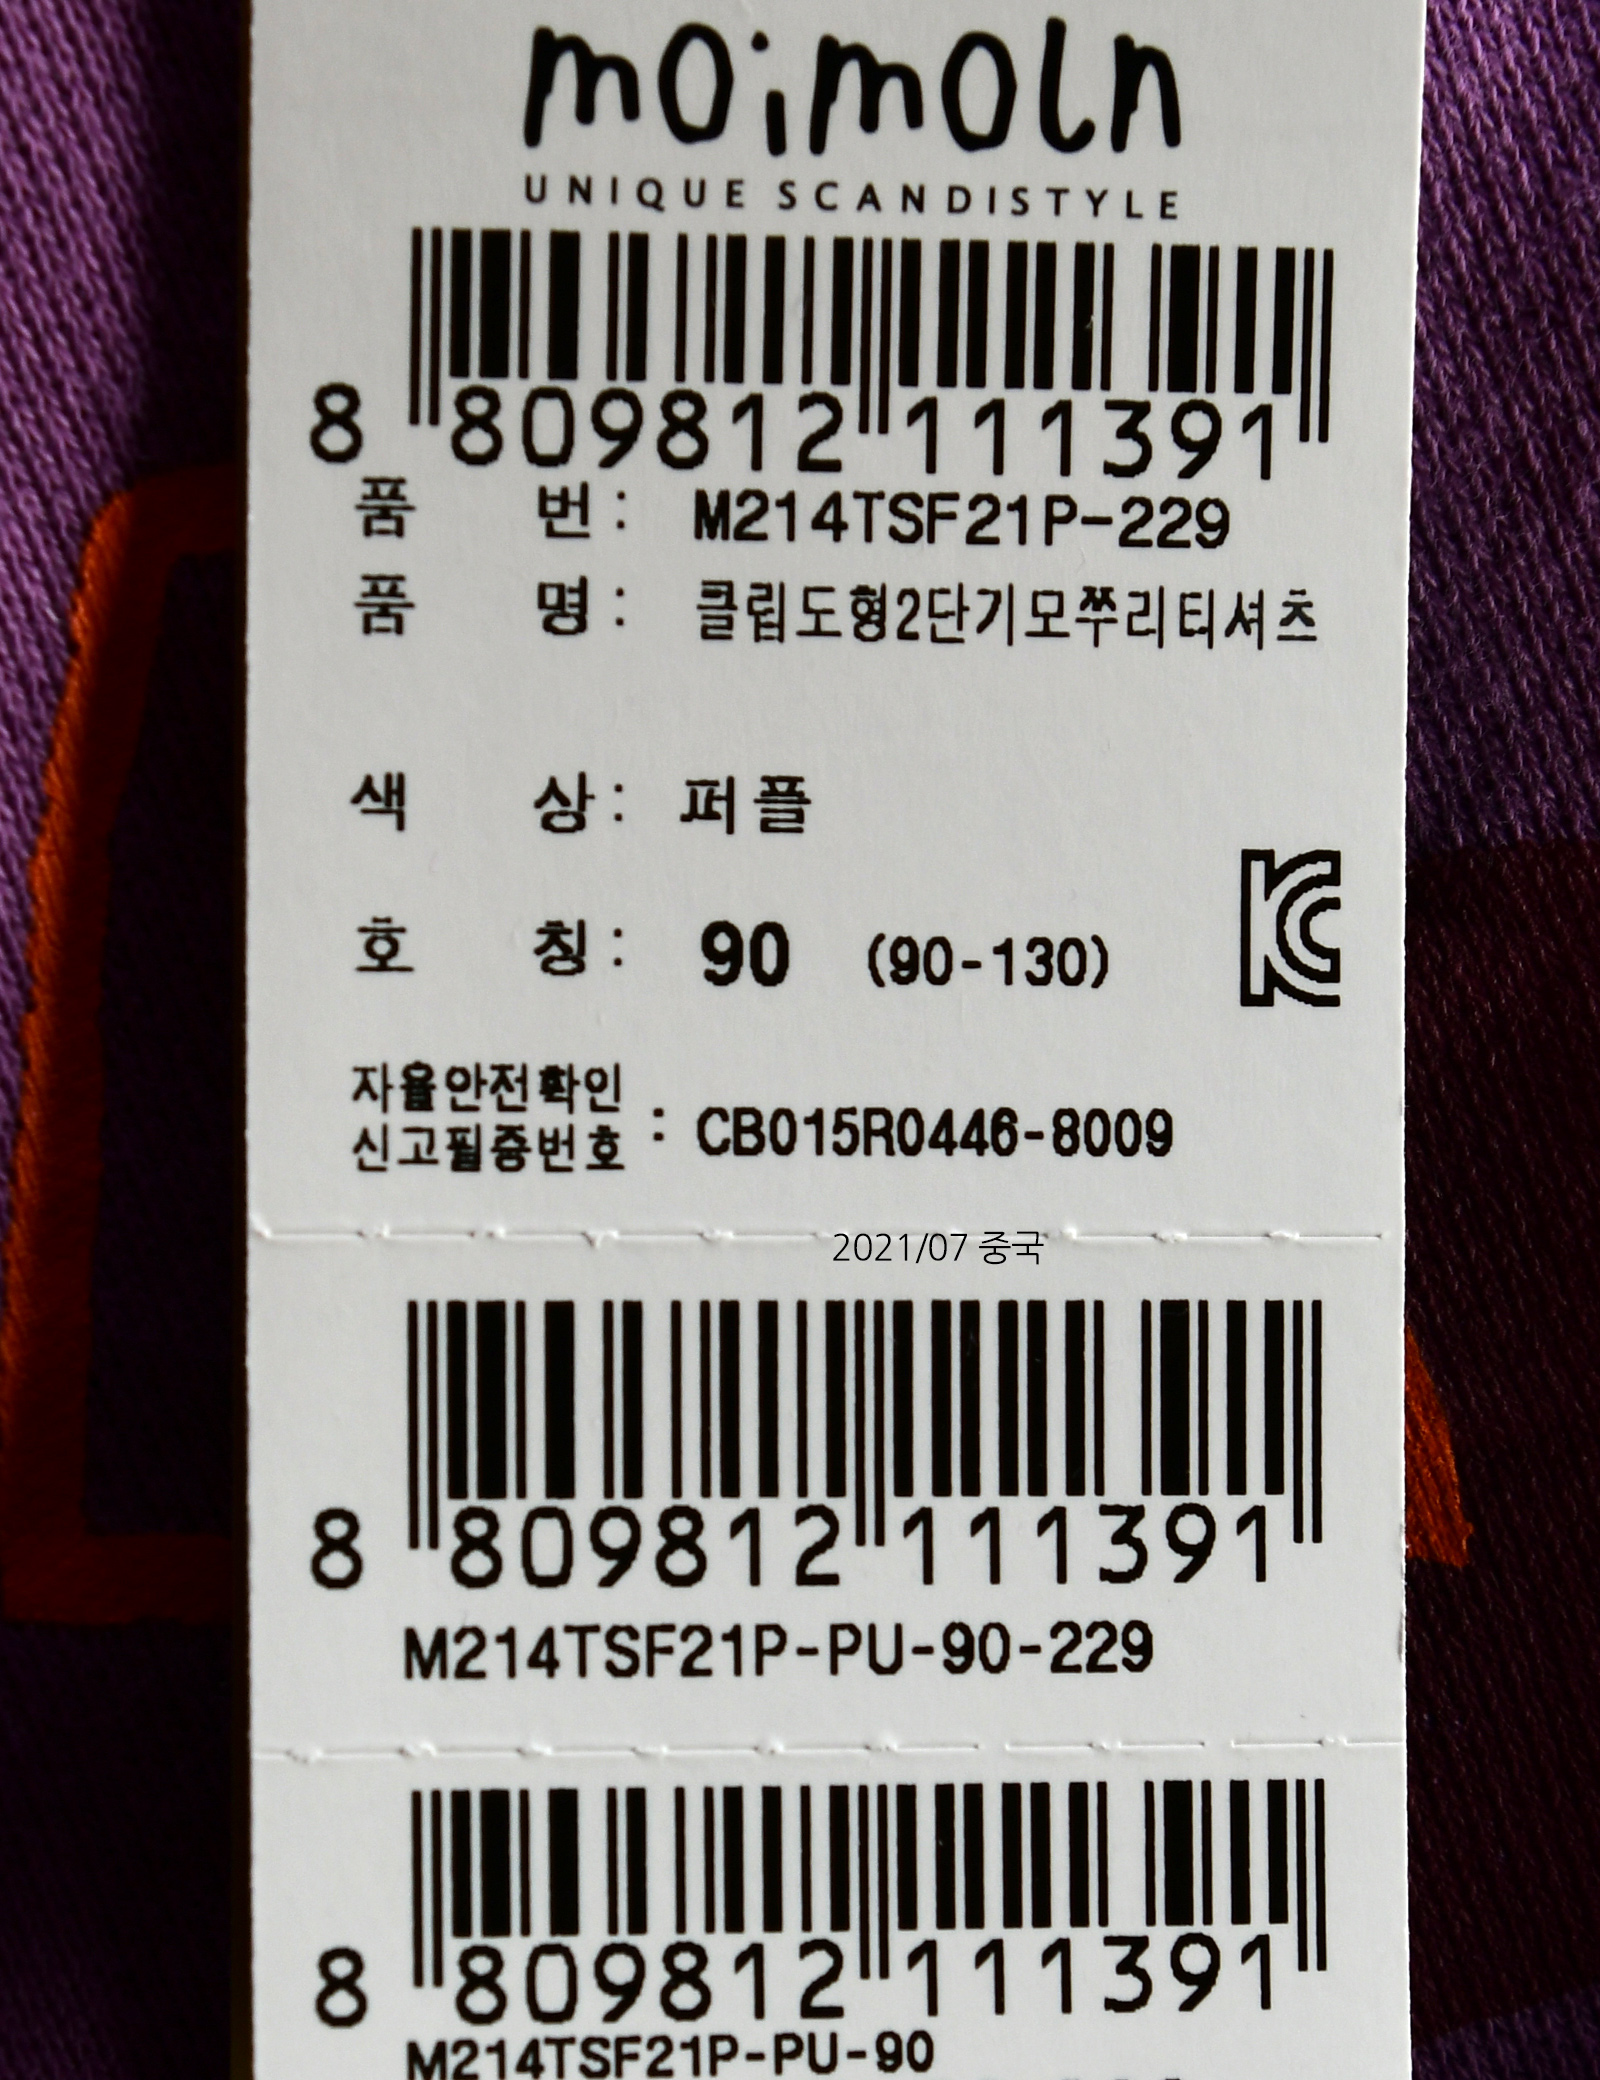 moimoln
UNIQUE SCANDISTYLE
8 809812 111391
품 번: M214TSF21P-229
품 명: 클립도형2단기모쭈리티셔츠
색 상: 퍼플
호 칭: 90 (90-130)
자율안전확인
신고필증번호 : CB015R0446-8009
2021/07 중국
8 809812 111391
M214TSF21P-PU-90-229
8 809812 111391
M214TSF21P-PU-90